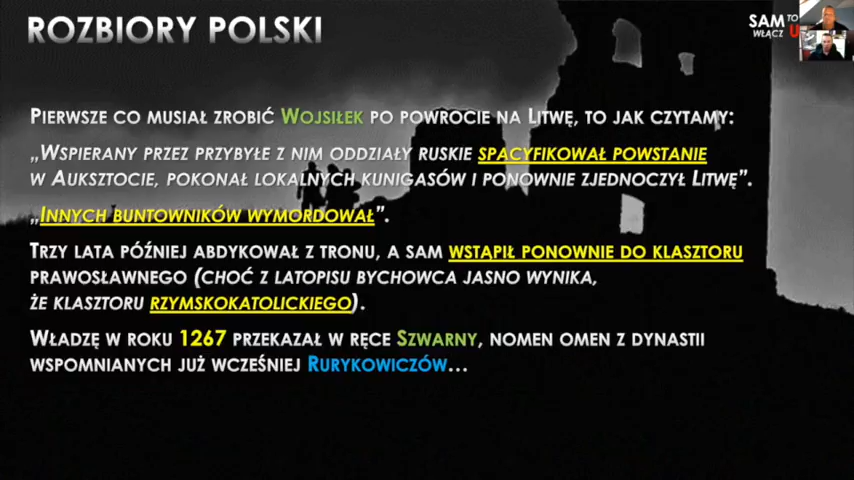 ROZBIORY POLSKI
SAM TO
WŁĄCZ
PIERWSZE CO MUSIAŁ ZROBIĆ WOJSIŁEK PO POWROCIE NA LITWĘ, TO JAK CZYTAMY:
„WSPIERANY PRZEZ PRZYBYŁE Z NIM ODDZIAŁY RUSKIE SPACYFIKOWAŁ POWSTANIE
W AUKSZTOCIE, POKONAŁ LOKALNYCH KUNIGASÓW I PONOWNIE ZJEDNOCZYŁ LITWĘ”.
„INNYCH BUNTOWNIKÓW WYMORDOWAŁ”.
TRZY LATA PÓŹNIEJ ABDYKOWAŁ Z TRONU, A SAM WSTĄPIŁ PONOWNIE DO KLASZTORU
PRAWOSŁAWNEGO (CHOĆ Z LATOPISU BYCHOWCA JASNO WYNIKA,
ŻE KLASZTORU RZYMSKOKATOLICKIEGO).
WŁADZĘ W ROKU 1267 PRZEKAZAŁ W RĘCE SZWARNY, NOMEN OMEN Z DYNASTII
WSPOMNIANYCH JUŻ WCZEŚNIEJ RURYKOWICZÓW...